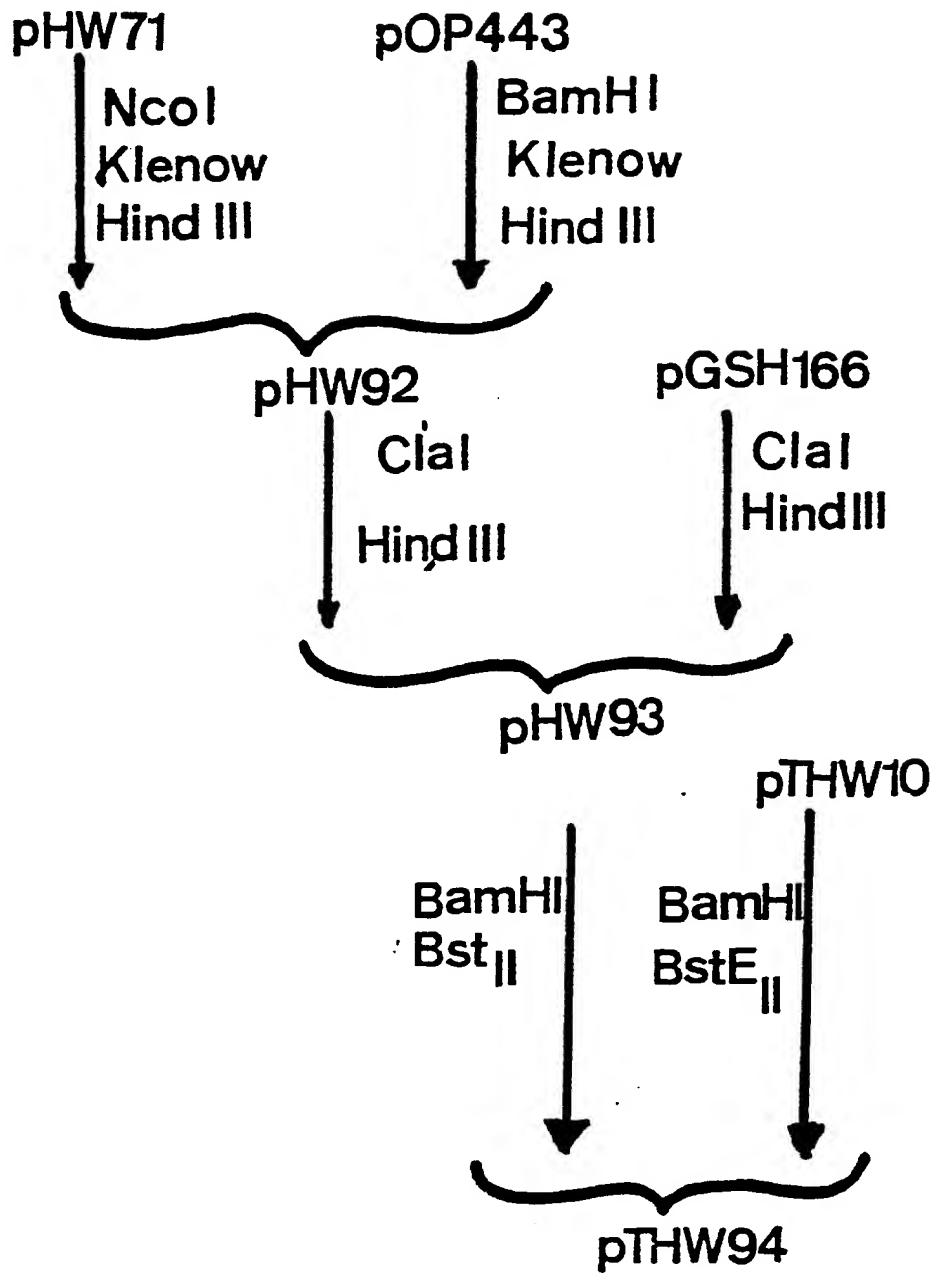 pHW71
NcoI
Klenow
Hind III
pOP443
BamHI
Klenow
Hind III
pHW92
ClaI
Hind III
pGSH166
ClaI
HindIII
pHW93
BamHI
BstII
pTHW10
BamHI
BstEII
pTHW94